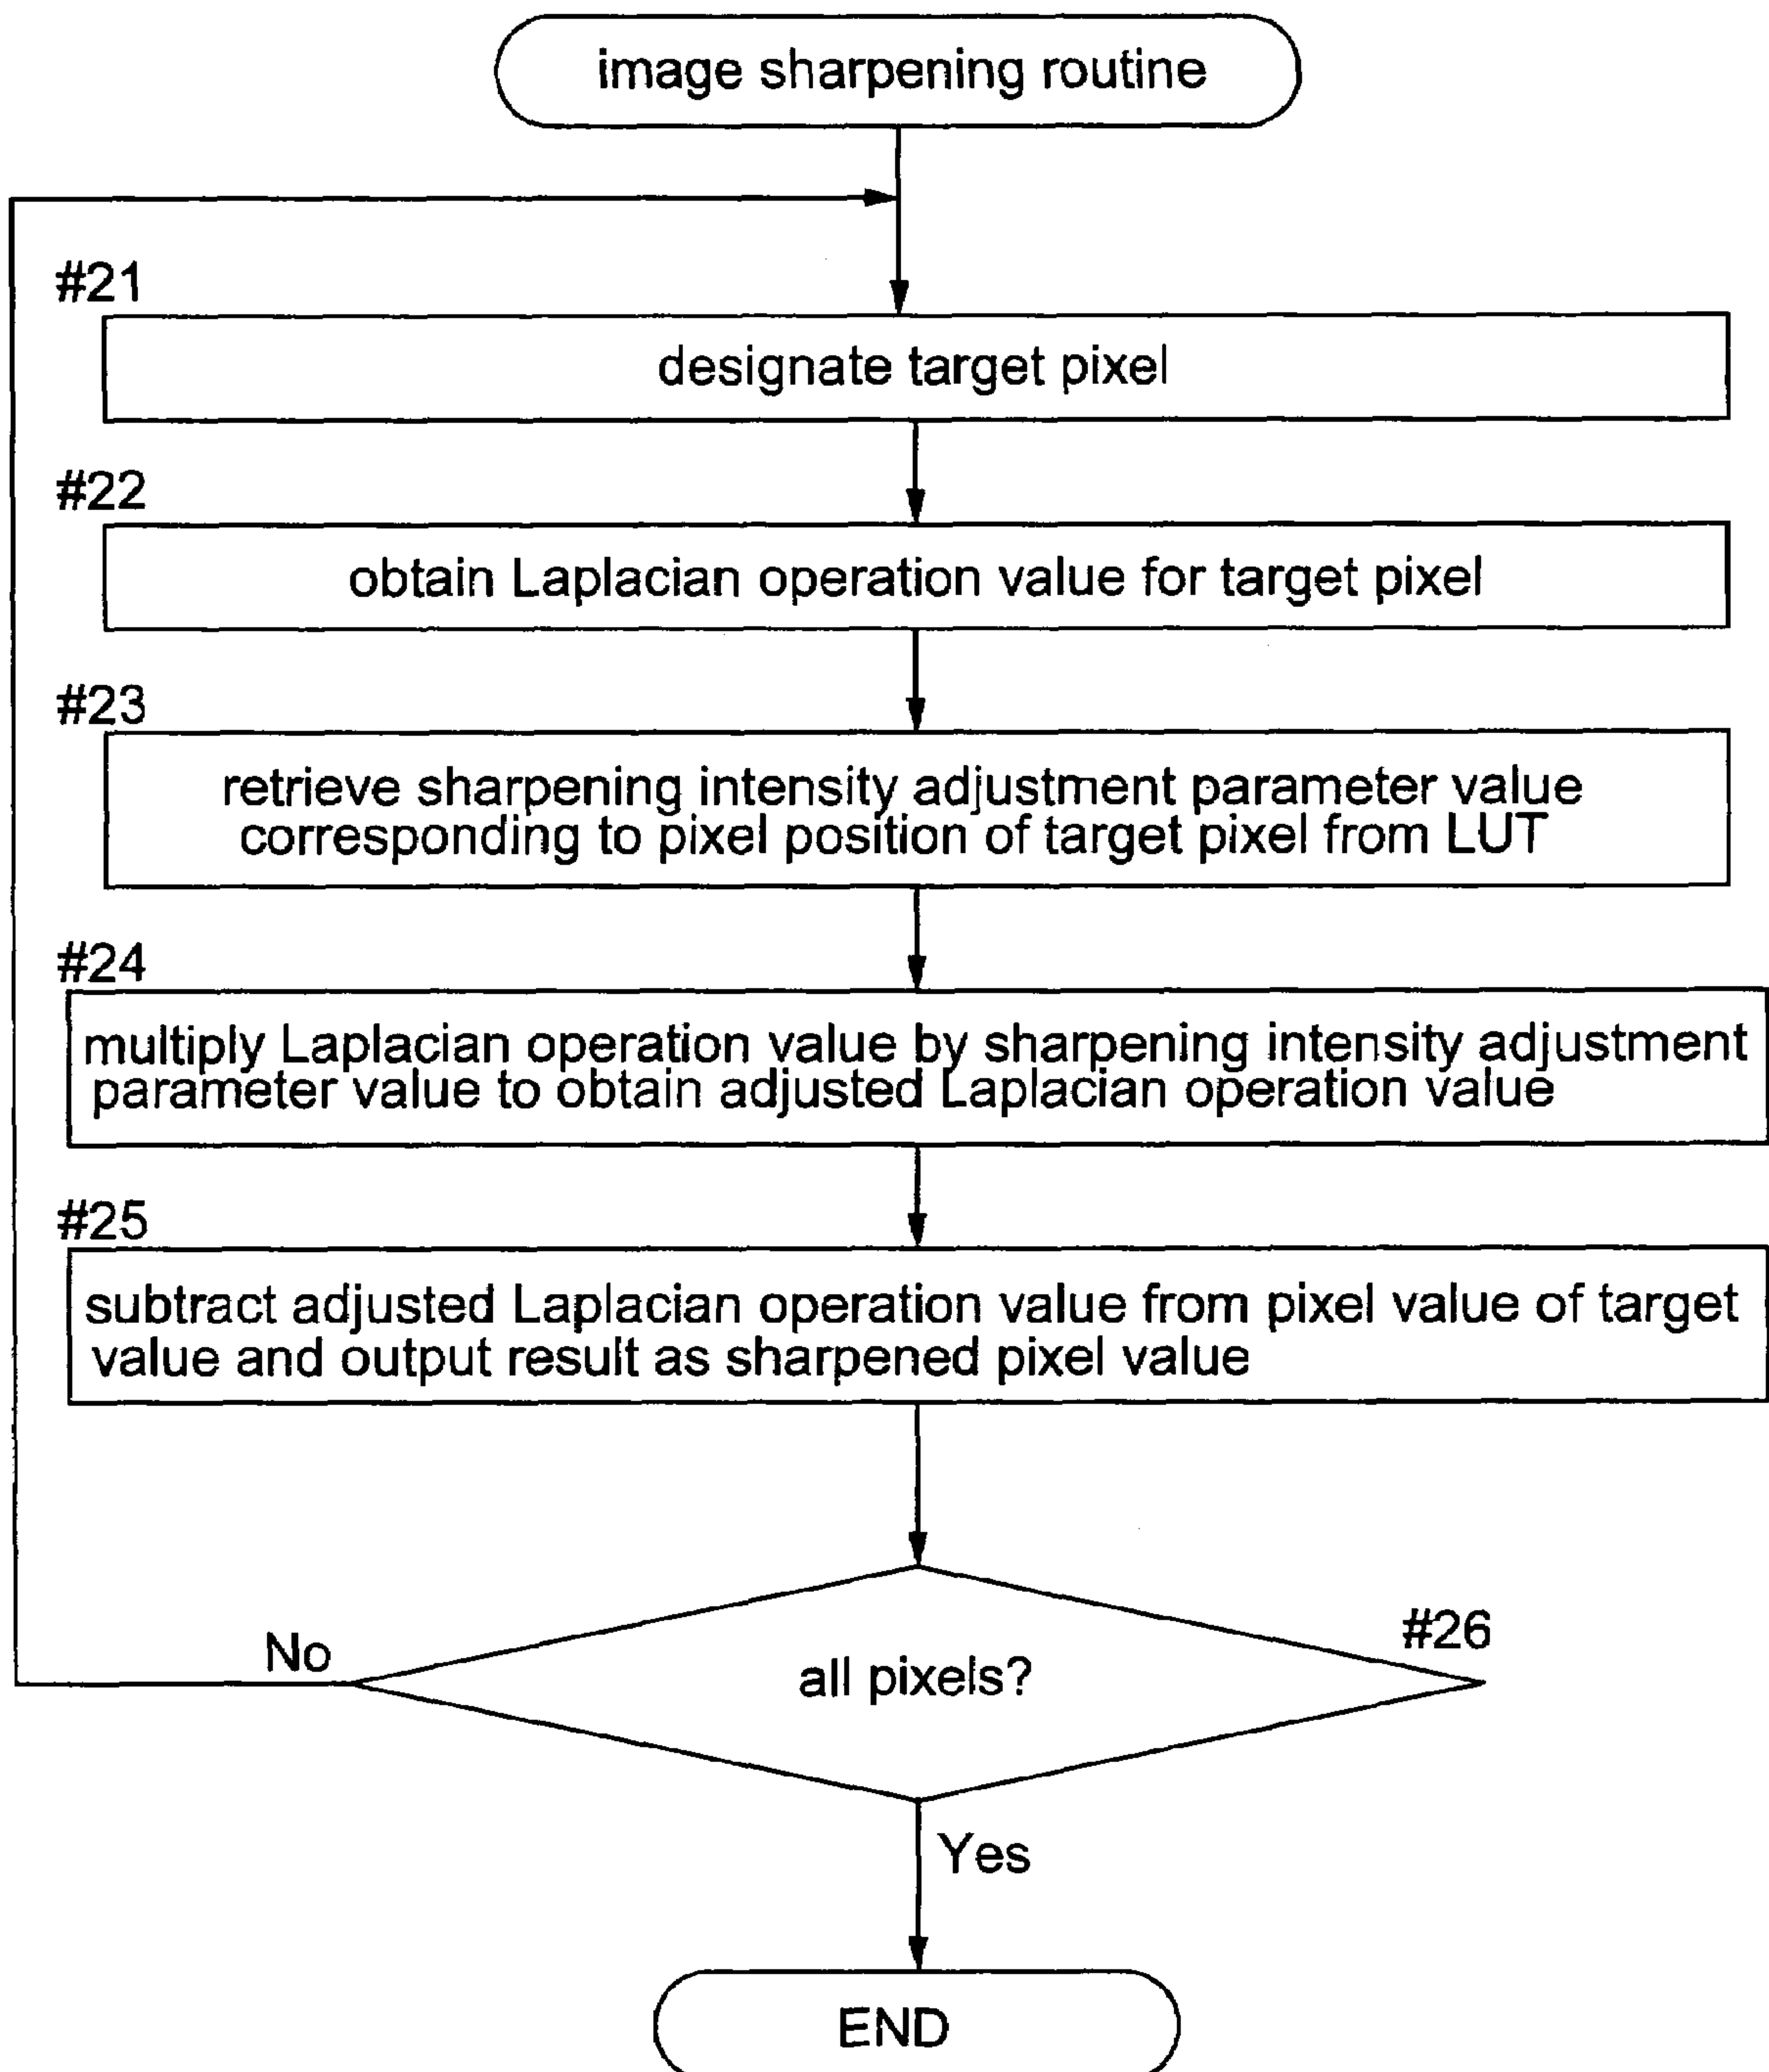 image sharpening routine
#21
designate target pixel
#22
obtain Laplacian operation value for target pixel
#23
retrieve sharpening intensity adjustment parameter value
corresponding to pixel position of target pixel from LUT
#24
multiply Laplacian operation value by sharpening intensity adjustment
parameter value to obtain adjusted Laplacian operation value
#25
subtract adjusted Laplacian operation value from pixel value of target
value and output result as sharpened pixel value
#26
No
all pixels?
Yes
END